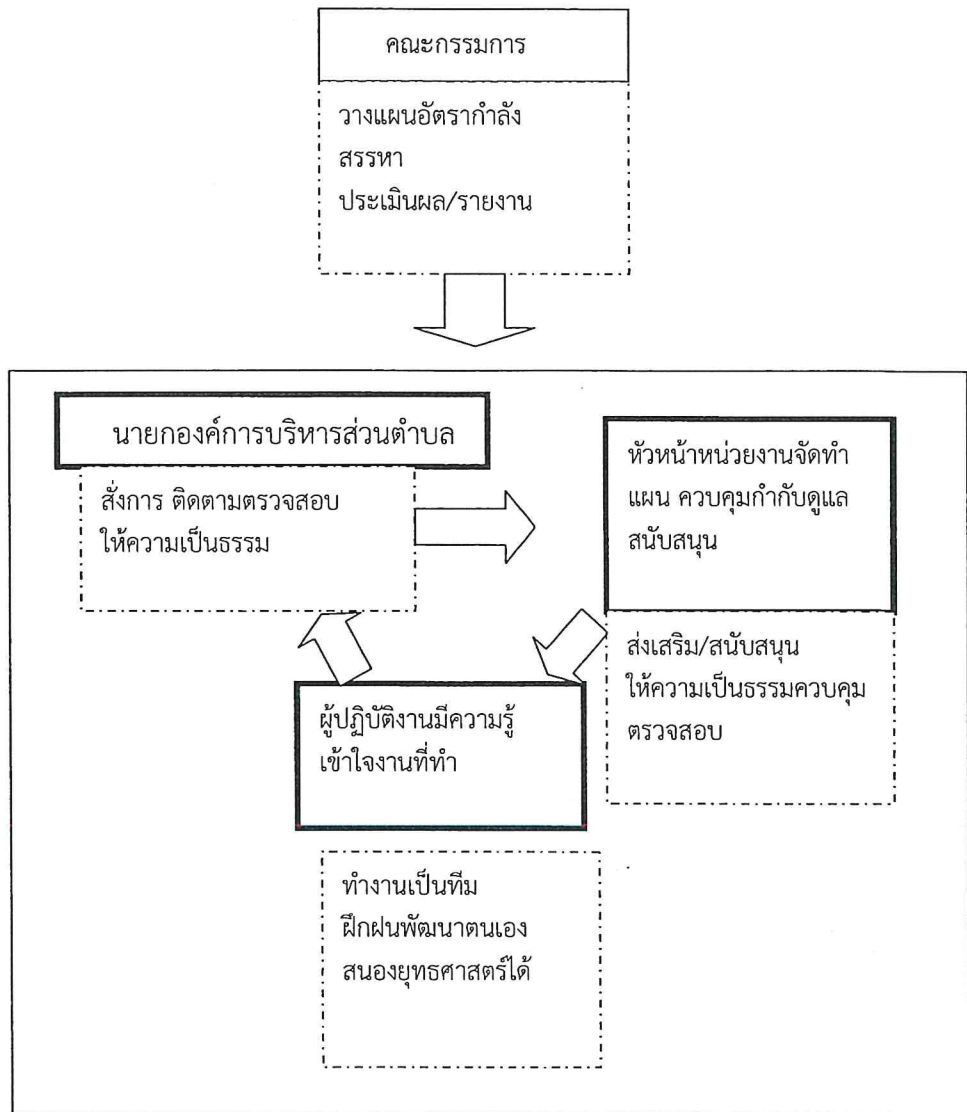 คณะกรรมการ
วางแผนอัตรากำลัง
สรรหา
ประเมินผล/รายงาน
นายกองค์การบริหารส่วนตำบล
สั่งการ ติดตามตรวจสอบ
ให้ความเป็นธรรม
หัวหน้าหน่วยงานจัดทำ
แผน ควบคุมกำกับดูแล
สนับสนุน
ส่งเสริม/สนับสนุน
ให้ความเป็นธรรมควบคุม
ตรวจสอบ
ผู้ปฏิบัติงานมีความรู้
เข้าใจงานที่ทำ
ทำงานเป็นทีม
ฝึกฝนพัฒนาตนเอง
สนองยุทธศาสตร์ได้